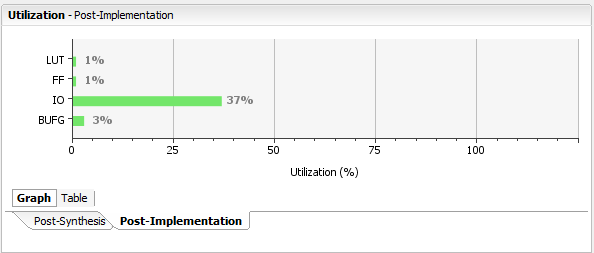 Utilization - Post-Implementation
LUT 1%
FF 1%
IO 37%
BUFG 3%
0 25 50 75 100
Utilization (%)
Graph Table
Post-Synthesis Post-Implementation